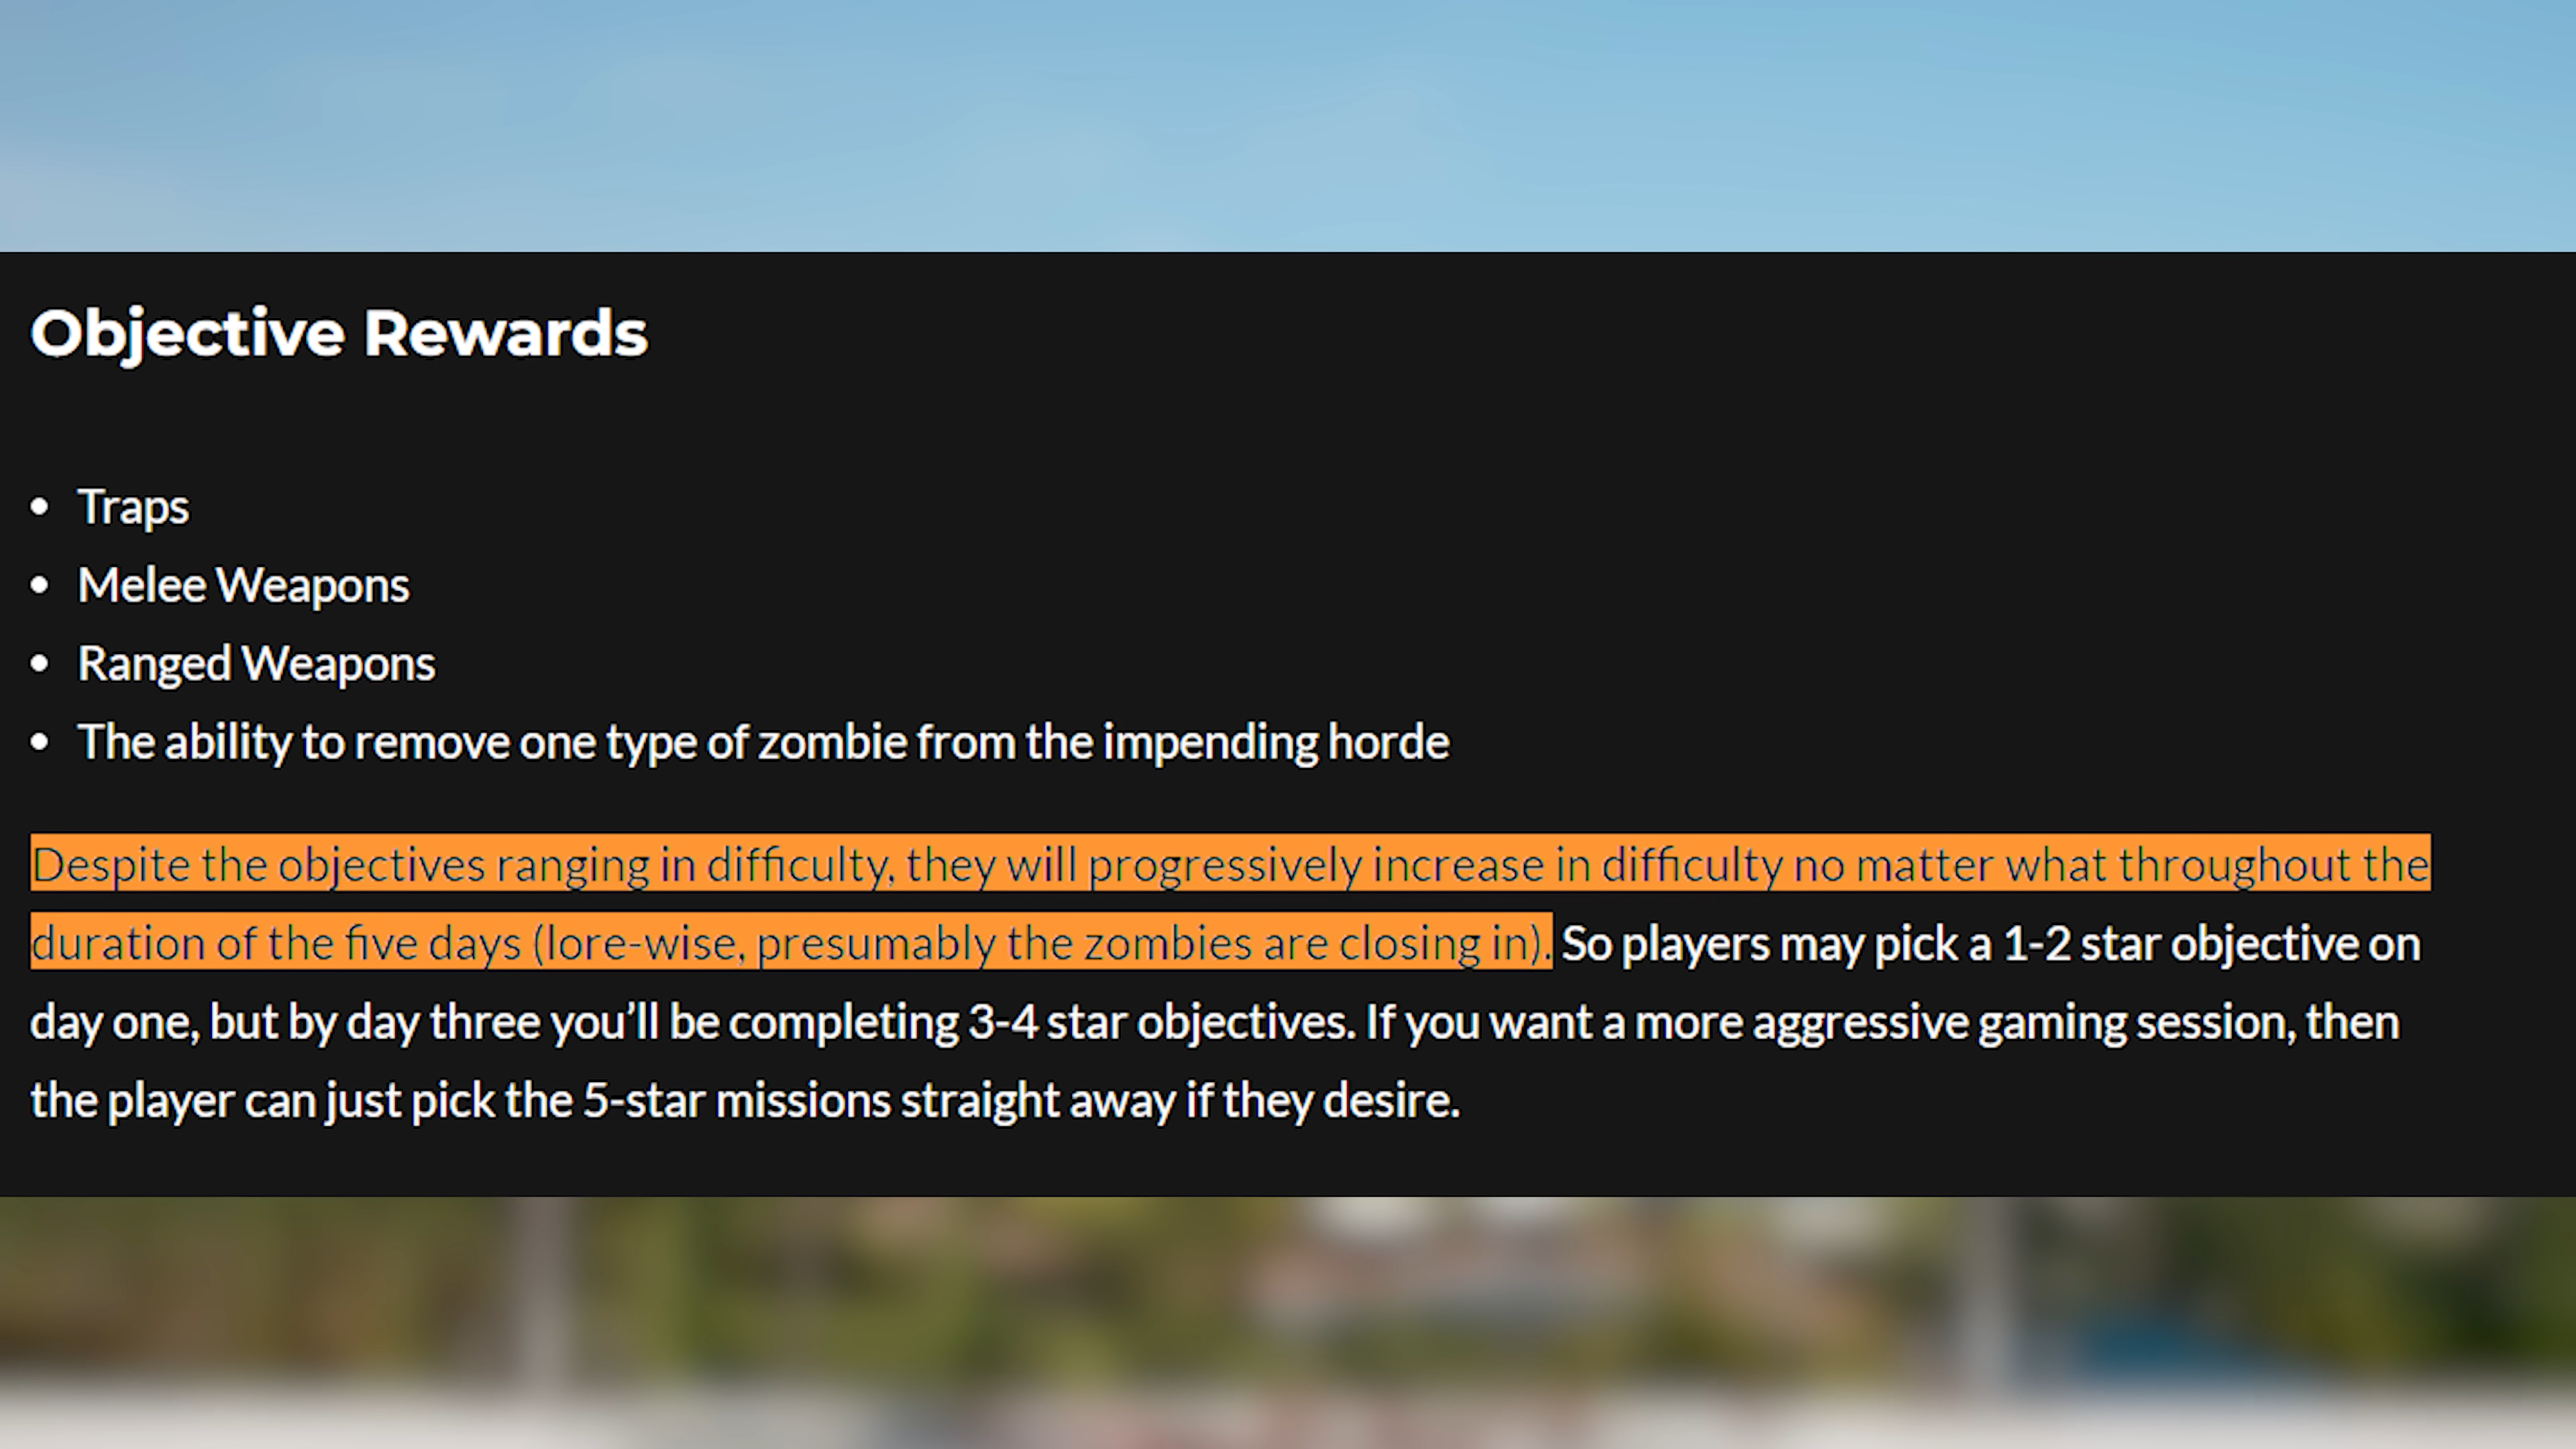 Objective Rewards
• Traps
• Melee Weapons
• Ranged Weapons
• The ability to remove one type of zombie from the impending horde
Despite the objectives ranging in difficulty, they will progressively increase in difficulty no matter what throughout the
duration of the five days (lore-wise, presumably the zombies are closing in). So players may pick a 1-2 star objective on
day one, but by day three you’ll be completing 3-4 star objectives. If you want a more aggressive gaming session, then
the player can just pick the 5-star missions straight away if they desire.